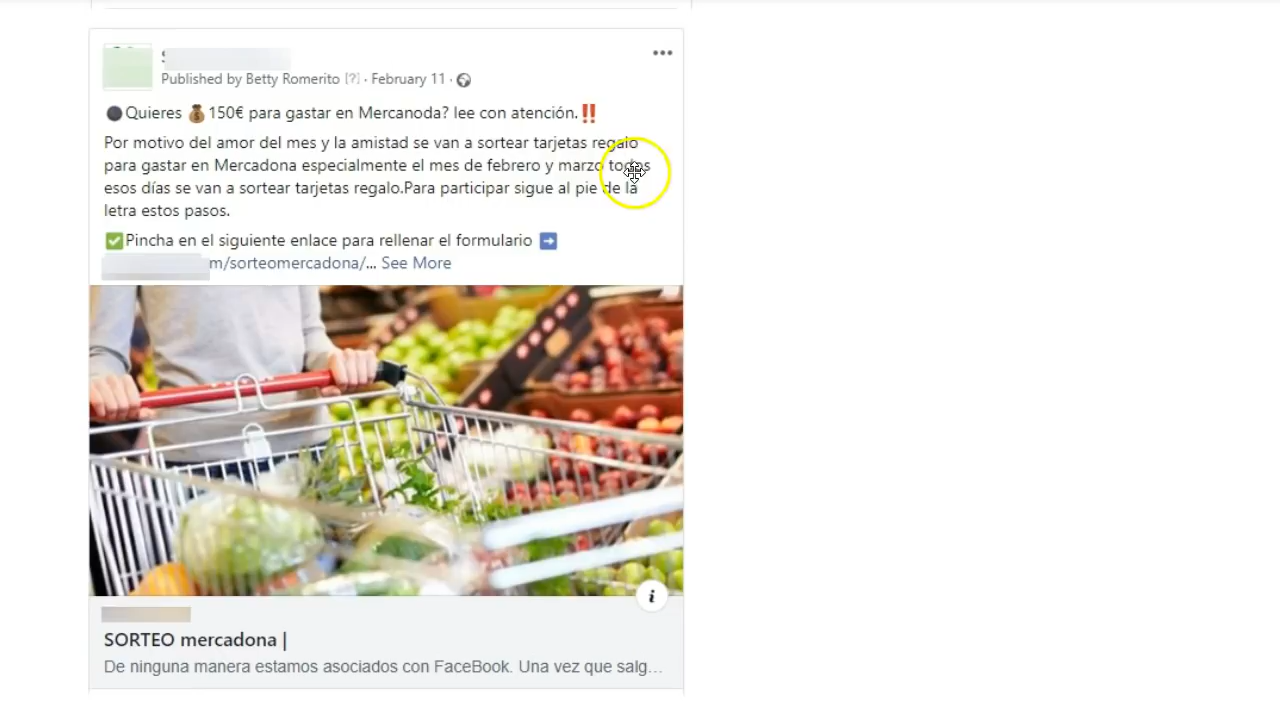 Published by Betty Romerito [?] · February 11 ·
Quieres 150€ para gastar en Mercanoda? lee con atención.‼️
Por motivo del amor del mes y la amistad se van a sortear tarjetas regalo
para gastar en Mercadona especialmente el mes de febrero y marzo todos
esos días se van a sortear tarjetas regalo.Para participar sigue al pie de la
letra estos pasos.
✅Pincha en el siguiente enlace para rellenar el formulario ➡️
m/sorteomercadona/... See More
SORTEO mercadona |
De ninguna manera estamos asociados con FaceBook. Una vez que salg...